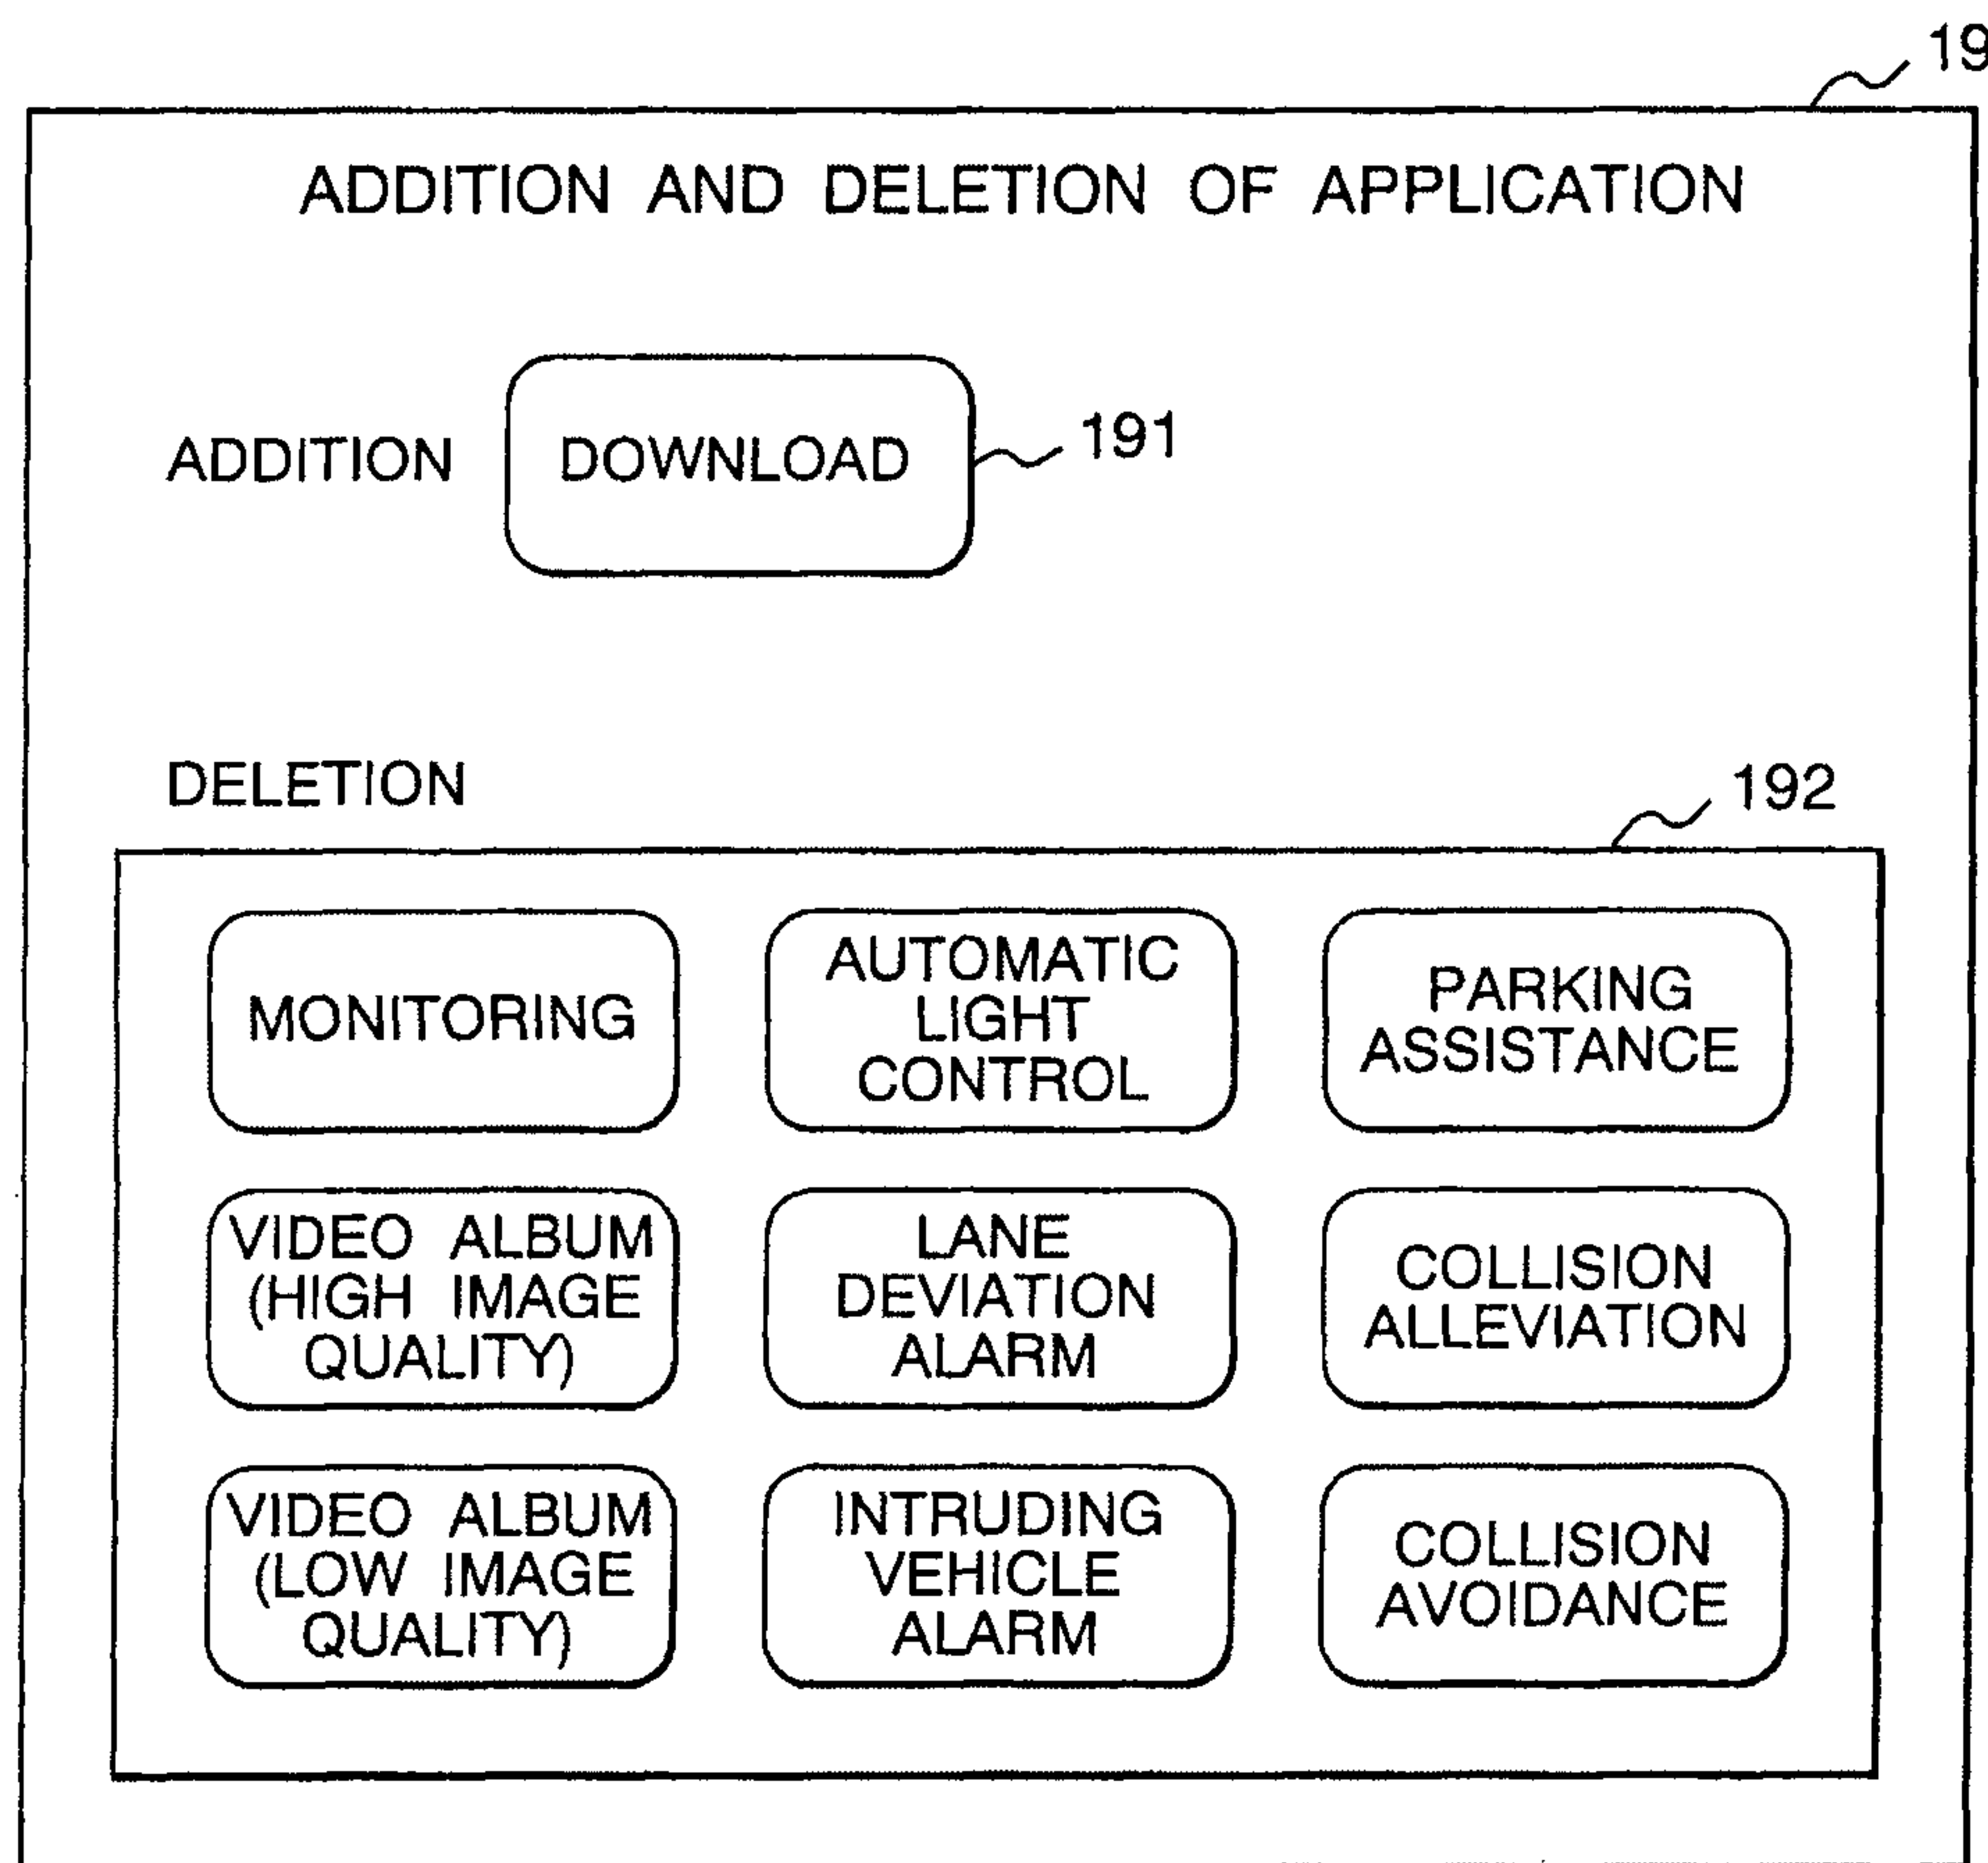 19
ADDITION AND DELETION OF APPLICATION
ADDITION
DOWNLOAD
191
DELETION
192
MONITORING
AUTOMATIC
LIGHT
CONTROL
PARKING
ASSISTANCE
VIDEO ALBUM
(HIGH IMAGE
QUALITY)
LANE
DEVIATION
ALARM
COLLISION
ALLEVIATION
VIDEO ALBUM
(LOW IMAGE
QUALITY)
INTRUDING
VEHICLE
ALARM
COLLISION
AVOIDANCE